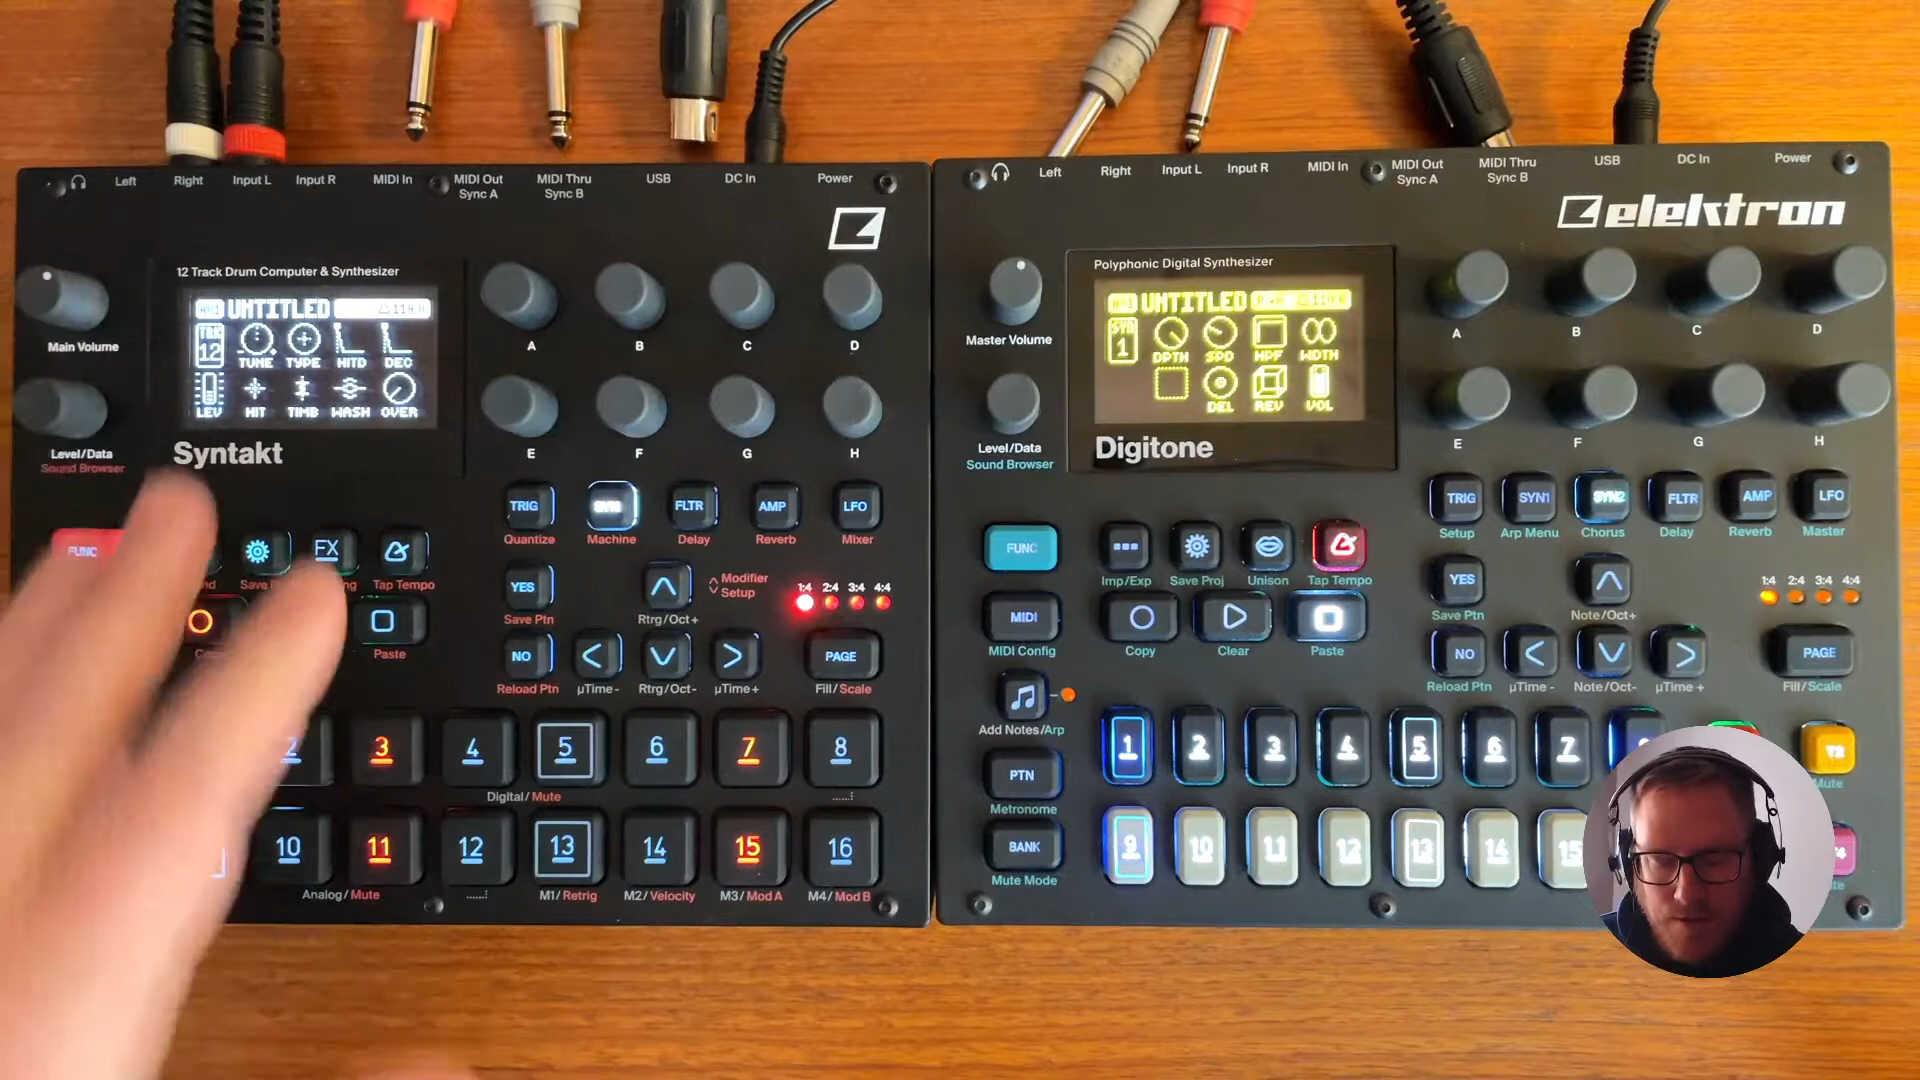 Left Right Input L Input R MIDI In MIDI Out Sync A MIDI Thru Sync B USB DC In Power
12 Track Drum Computer & Synthesizer
UNTITLED
TRK 12 TUNE TYPE HITD DEC
LEV HIT TIMB WASH OVER
Syntakt
Main Volume
Level/Data
Sound Browser
A B C D
E F G H
TRIG SYN FLTR AMP LFO
Quantize Machine Delay Reverb Mixer
FUNC
FX
Tap Tempo
Paste
YES
Save Ptn
Rtrg/Oct+
Modifier
Setup
1:4 2:4 3:4 4:4
NO
PAGE
Reload Ptn µTime- Rtrg/Oct- µTime+ Fill/Scale
2 3 4 5 6 7 8
Digital/Mute
10 11 12 13 14 15 16
Analog/Mute M1/Retrig M2/Velocity M3/Mod A M4/Mod B
Left Right Input L Input R MIDI In MIDI Out Sync A MIDI Thru Sync B USB DC In Power
elektron
Polyphonic Digital Synthesizer
UNTITLED
SYN 1 DPTH SPD HPF WDTH
DEL REV VOL
Digitone
Master Volume
Level/Data
Sound Browser
A B C D
E F G H
TRIG SYN1 SYN2 FLTR AMP LFO
Setup Arp Menu Chorus Delay Reverb Master
FUNC
Imp/Exp Save Proj Unison Tap Tempo
MIDI
MIDI Config
Copy Clear Paste
YES
Save Ptn
Note/Oct+
1:4 2:4 3:4 4:4
NO
PAGE
Reload Ptn µTime - Note/Oct- µTime + Fill/Scale
Add Notes/Arp
PTN
Metronome
BANK
Mute Mode
1 2 3 4 5 6 7
T2
Mute
9 10 11 12 13 14 15